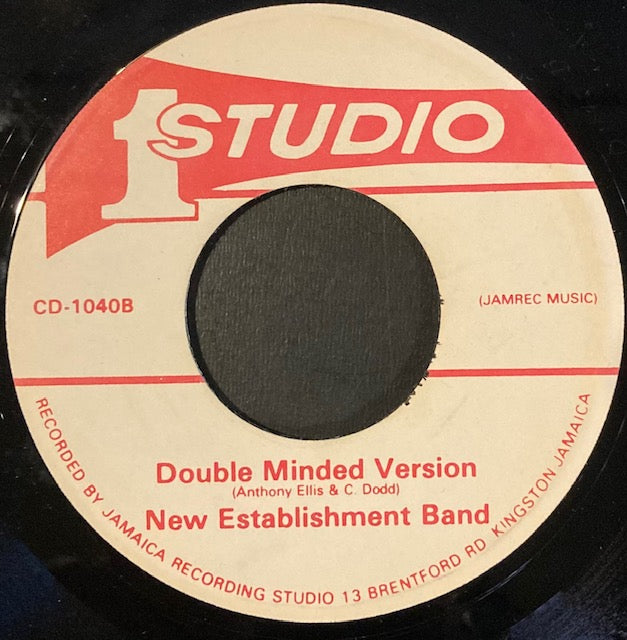 1 STUDIO
CD-1040B
(JAMREC MUSIC)
Double Minded Version
(Anthony Ellis & C. Dodd)
New Establishment Band
RECORDED BY JAMAICA RECORDING STUDIO 13 BRENTFORD RD KINGSTON JAMAICA